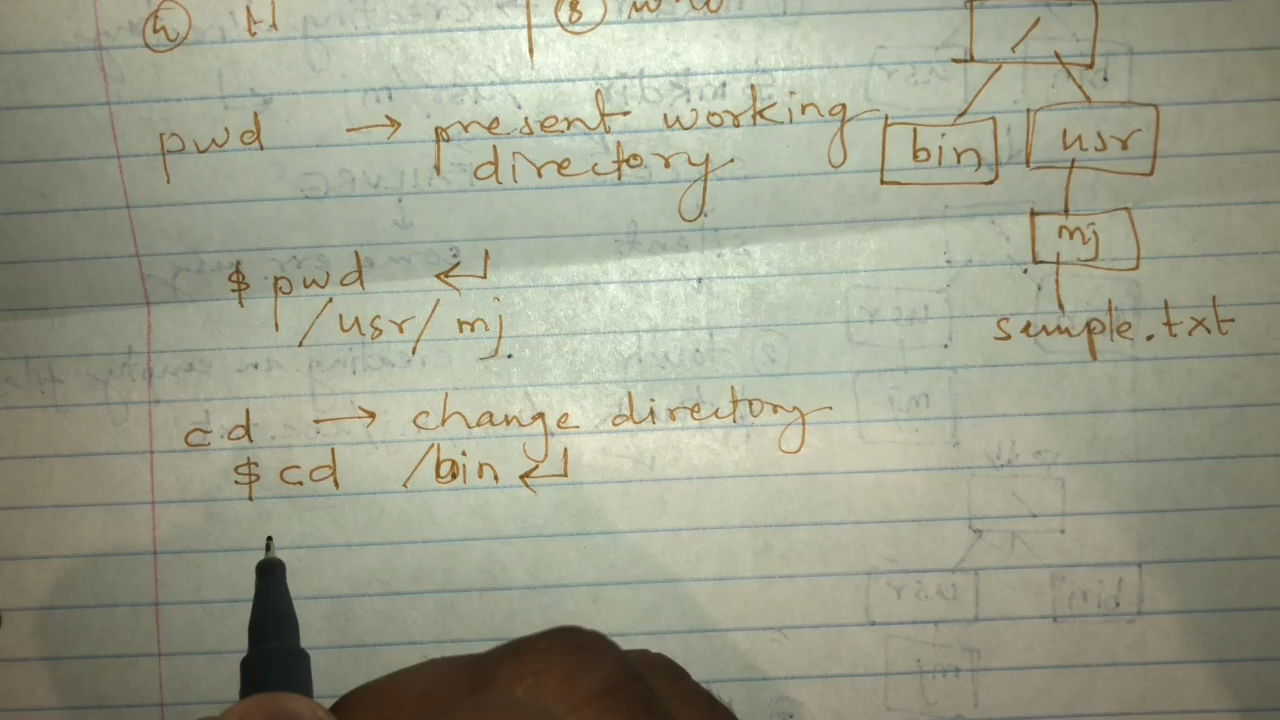 pwd → present working
directory
$ pwd ↵
/usr/mj
cd → change directory
$ cd /bin ↵
/
bin usr
mj
sample.txt